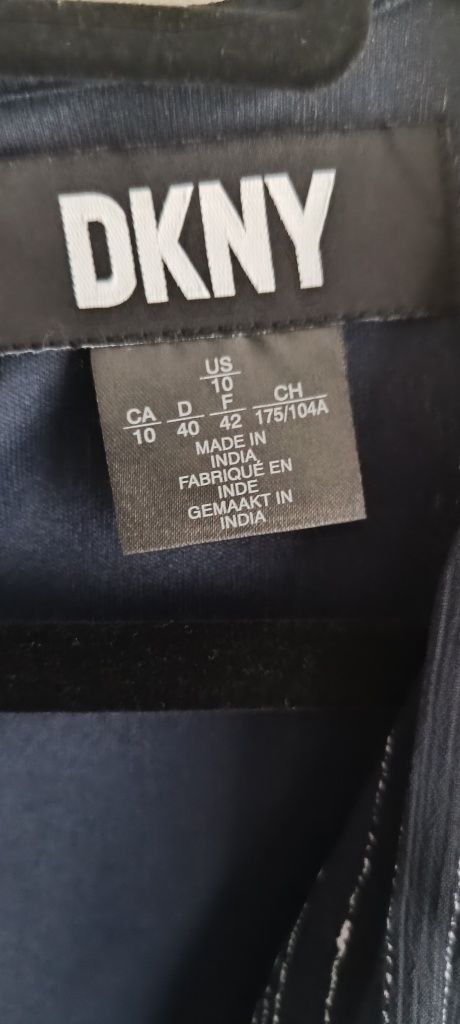 DKNY
US
10
CA D F CH
10 40 42 175/104A
MADE IN
INDIA
FABRIQUÉ EN
INDE
GEMAAKT IN
INDIA